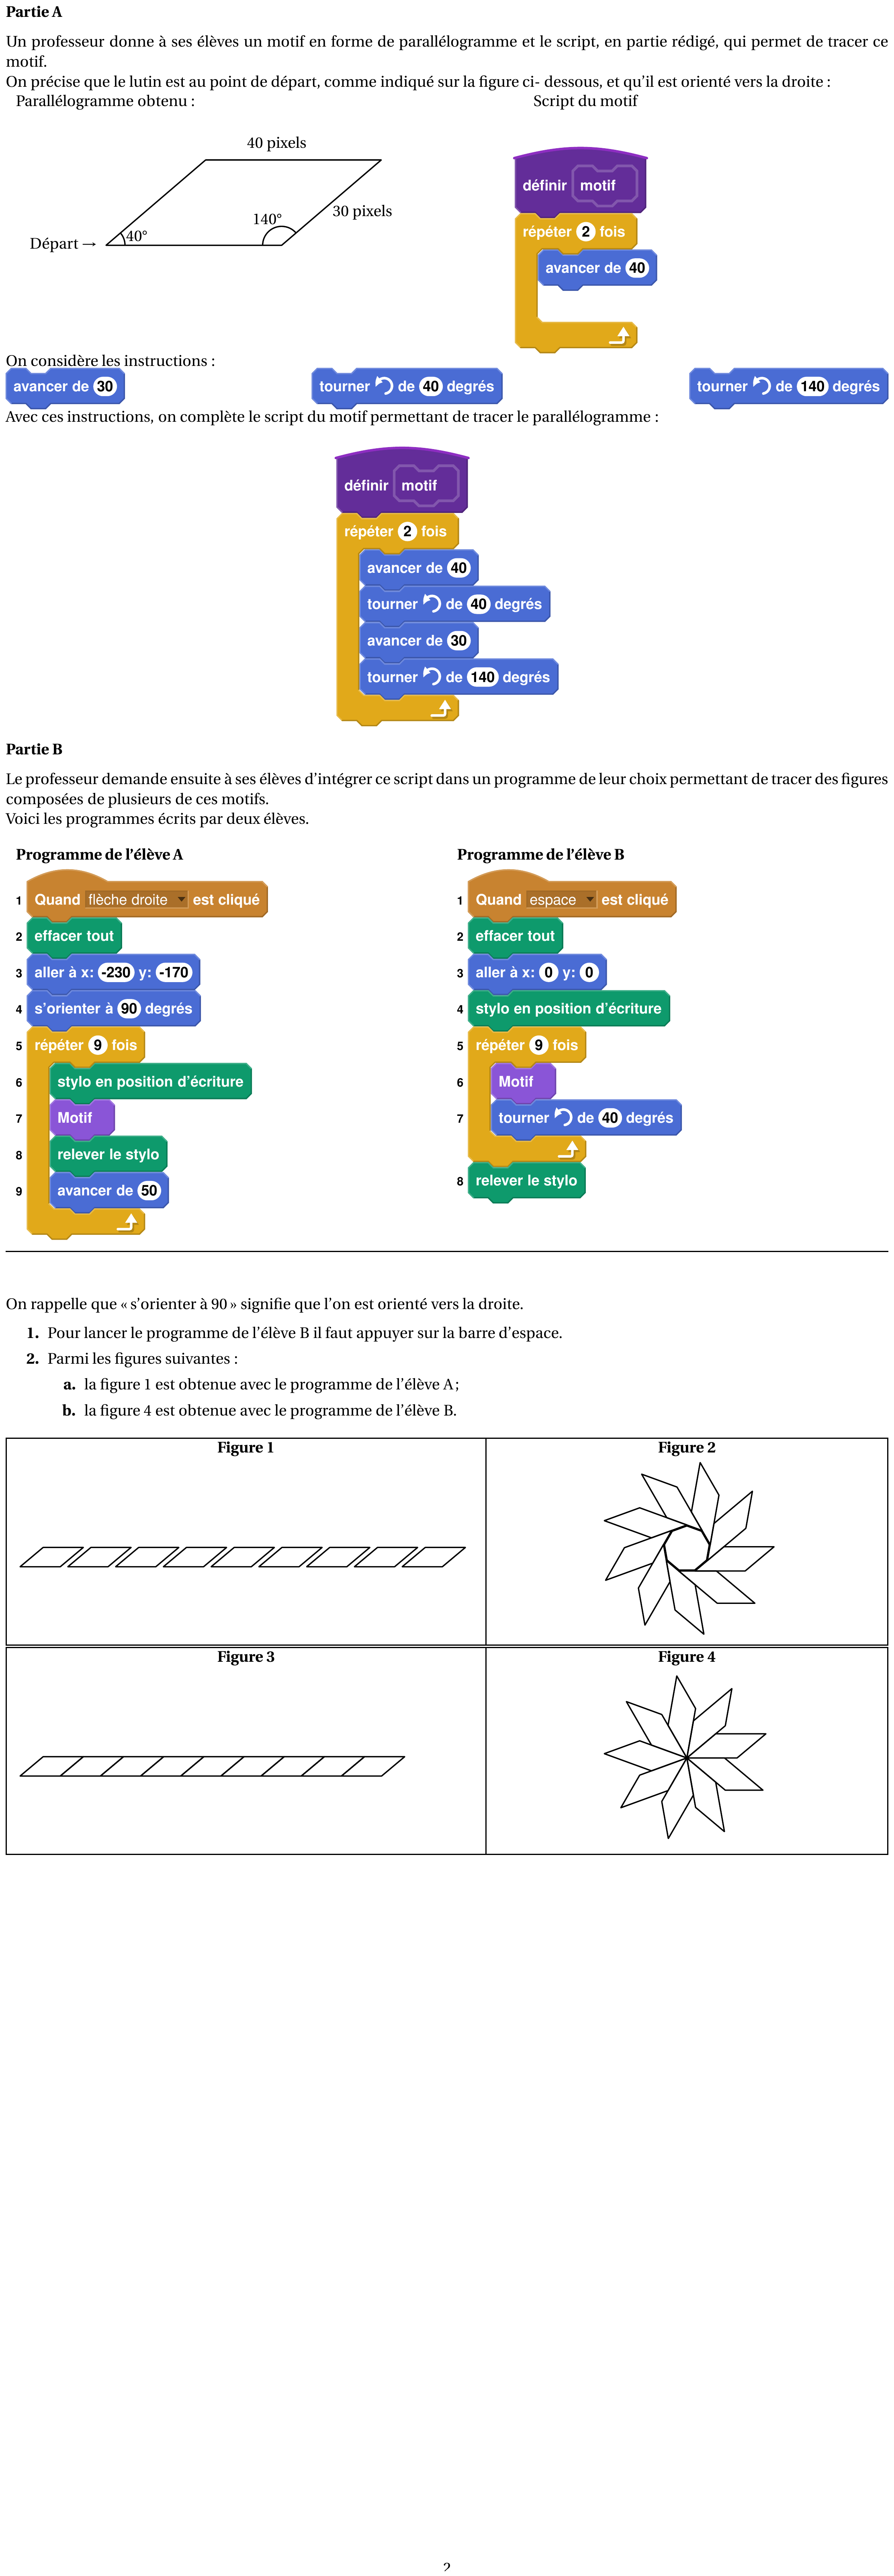 Partie A
Un professeur donne à ses élèves un motif en forme de parallélogramme et le script, en partie rédigé, qui permet de tracer ce
motif.
On précise que le lutin est au point de départ, comme indiqué sur la figure ci- dessous, et qu'il est orienté vers la droite :
Parallélogramme obtenu :
Script du motif
40 pixels
30 pixels
140°
40°
Départ →
définir motif
répéter 2 fois
avancer de 40
On considère les instructions :
avancer de 30
tourner ↺ de 40 degrés
tourner ↺ de 140 degrés
Avec ces instructions, on complète le script du motif permettant de tracer le parallélogramme :
définir motif
répéter 2 fois
avancer de 40
tourner ↺ de 40 degrés
avancer de 30
tourner ↺ de 140 degrés
Partie B
Le professeur demande ensuite à ses élèves d'intégrer ce script dans un programme de leur choix permettant de tracer des figures
composées de plusieurs de ces motifs.
Voici les programmes écrits par deux élèves.
Programme de l'élève A
1 Quand flèche droite est cliqué
2 effacer tout
3 aller à x: -230 y: -170
4 s'orienter à 90 degrés
5 répéter 9 fois
6 stylo en position d'écriture
7 Motif
8 relever le stylo
9 avancer de 50
Programme de l'élève B
1 Quand espace est cliqué
2 effacer tout
3 aller à x: 0 y: 0
4 stylo en position d'écriture
5 répéter 9 fois
6 Motif
7 tourner ↺ de 40 degrés
8 relever le stylo
On rappelle que « s'orienter à 90 » signifie que l'on est orienté vers la droite.
1. Pour lancer le programme de l'élève B il faut appuyer sur la barre d'espace.
2. Parmi les figures suivantes :
a. la figure 1 est obtenue avec le programme de l'élève A ;
b. la figure 4 est obtenue avec le programme de l'élève B.
Figure 1
Figure 2
Figure 3
Figure 4
2